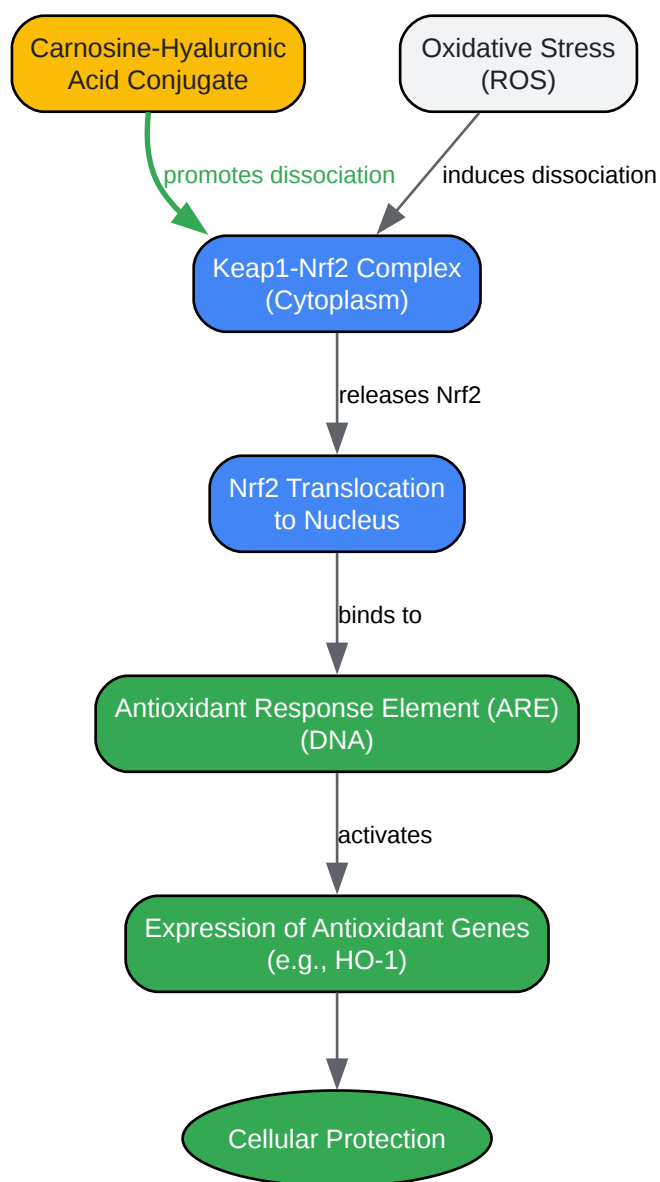 Carnosine-Hyaluronic
Acid Conjugate
Oxidative Stress
(ROS)
promotes dissociation
induces dissociation
Keap1-Nrf2 Complex
(Cytoplasm)
releases Nrf2
Nrf2 Translocation
to Nucleus
binds to
Antioxidant Response Element (ARE)
(DNA)
activates
Expression of Antioxidant Genes
(e.g., HO-1)
Cellular Protection